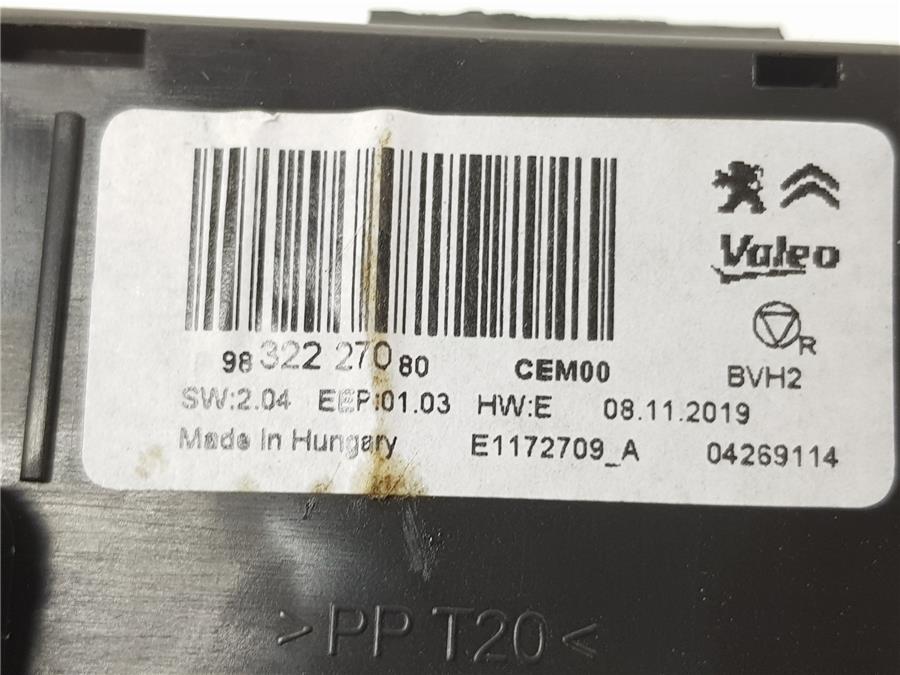 Valeo
R
98 322 270 80 CEM00 BVH2
SW:2.04 EEP:01.03 HW:E 08.11.2019
Made In Hungary E1172709_A 04269114
>PP T20<